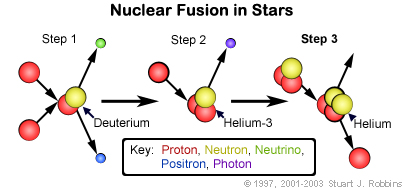 Nuclear Fusion in Stars
Step 1
Step 2
Step 3
Deuterium
Helium-3
Helium
Key: Proton, Neutron, Neutrino,
Positron, Photon
© 1997, 2001-2003 Stuart J. Robbins